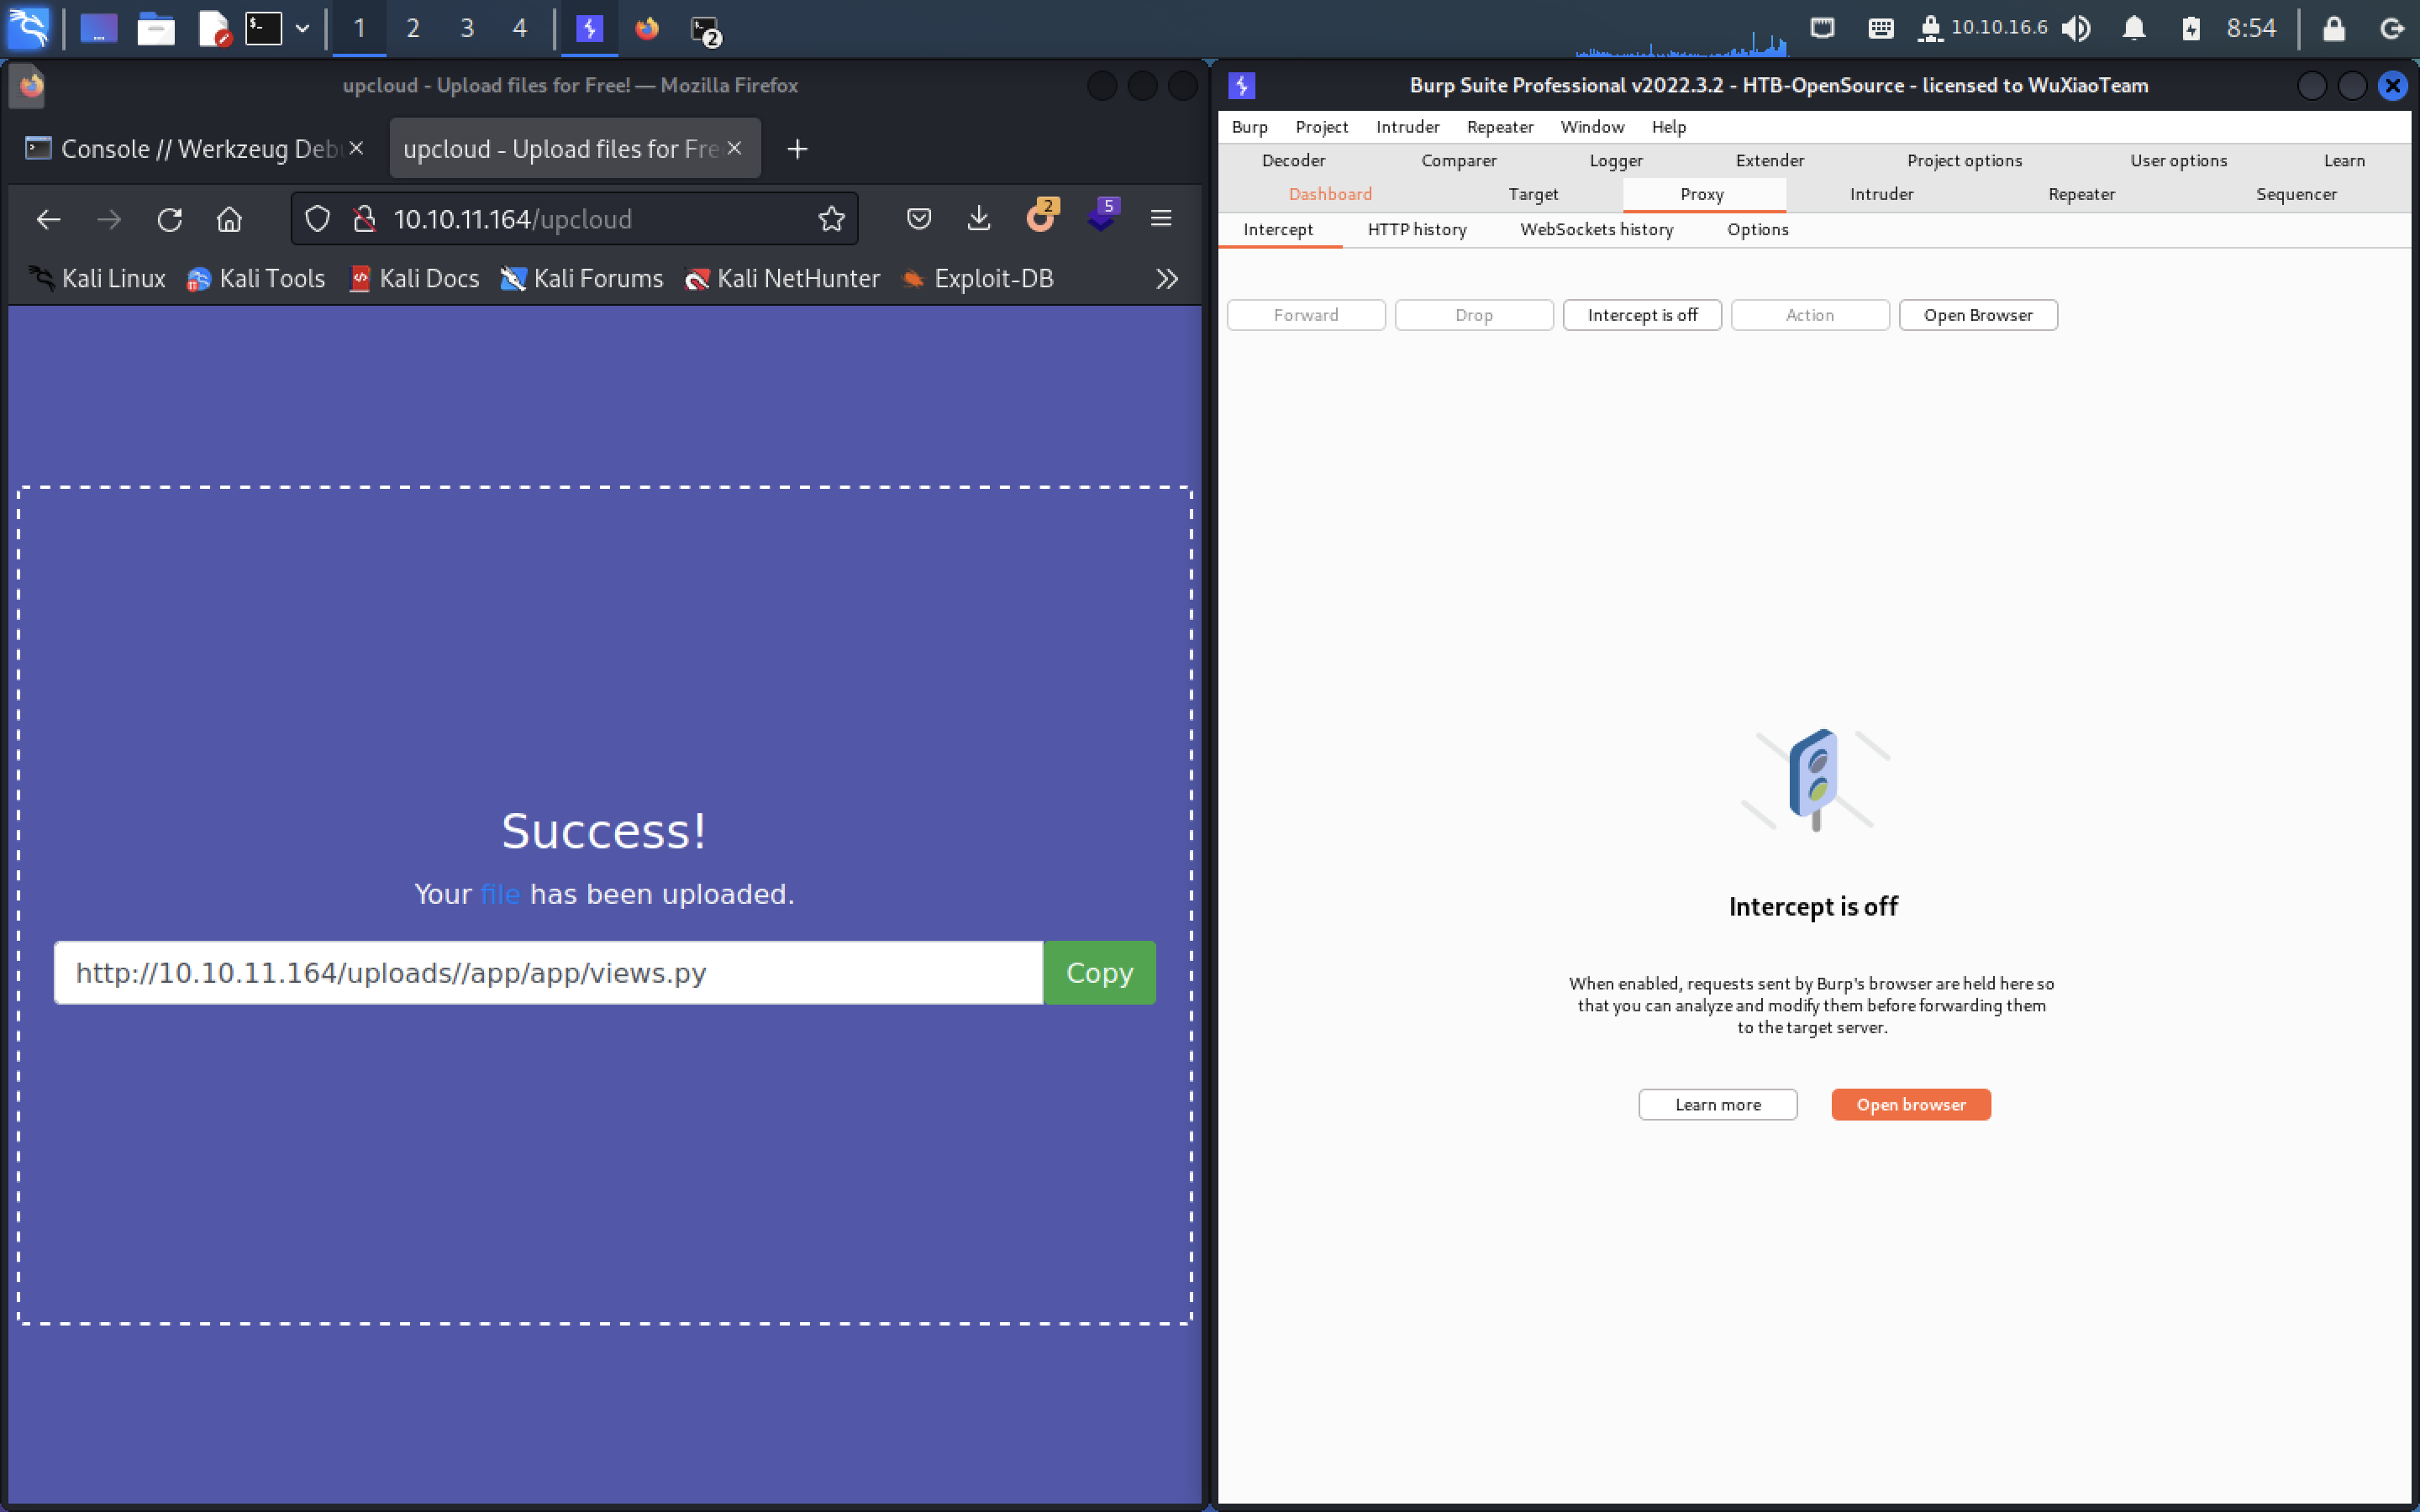 1 2 3 4 2 10.10.16.6 8:54
upcloud - Upload files for Free! — Mozilla Firefox
Console // Werkzeug Deb
upcloud - Upload files for Fre
10.10.11.164/upcloud
2
5
Kali Linux Kali Tools Kali Docs Kali Forums Kali NetHunter Exploit-DB
Success!
Your file has been uploaded.
http://10.10.11.164/uploads//app/app/views.py
Copy
Burp Suite Professional v2022.3.2 - HTB-OpenSource - licensed to WuXiaoTeam
Burp Project Intruder Repeater Window Help
Decoder Comparer Logger Extender Project options User options Learn
Dashboard Target Proxy Intruder Repeater Sequencer
Intercept HTTP history WebSockets history Options
Forward Drop Intercept is off Action Open Browser
Intercept is off
When enabled, requests sent by Burp's browser are held here so
that you can analyze and modify them before forwarding them
to the target server.
Learn more Open browser